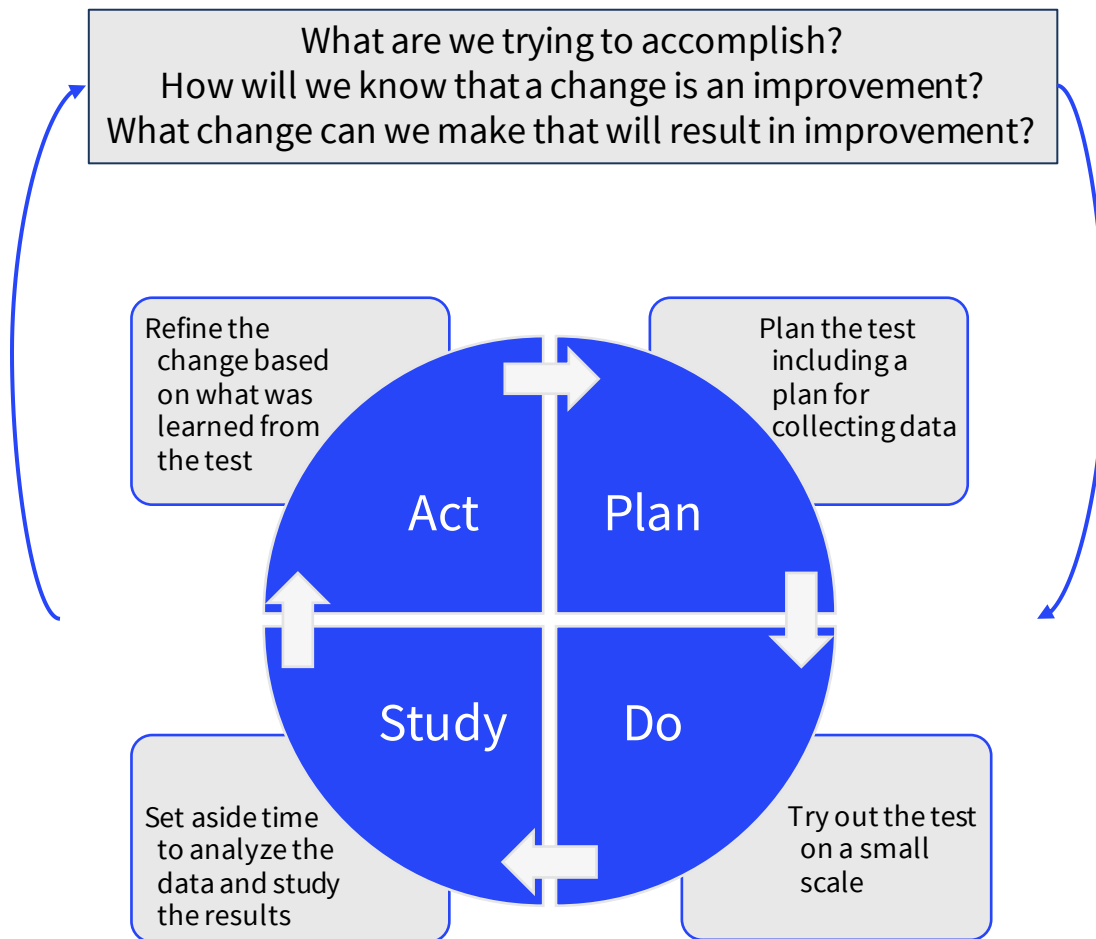 What are we trying to accomplish?
How will we know that a change is an improvement?
What change can we make that will result in improvement?
Refine the
change based
on what was
learned from
the test
Plan the test
including a
plan for
collecting data
Act
Plan
Study
Do
Set aside time
to analyze the
data and study
the results
Try out the test
on a small
scale